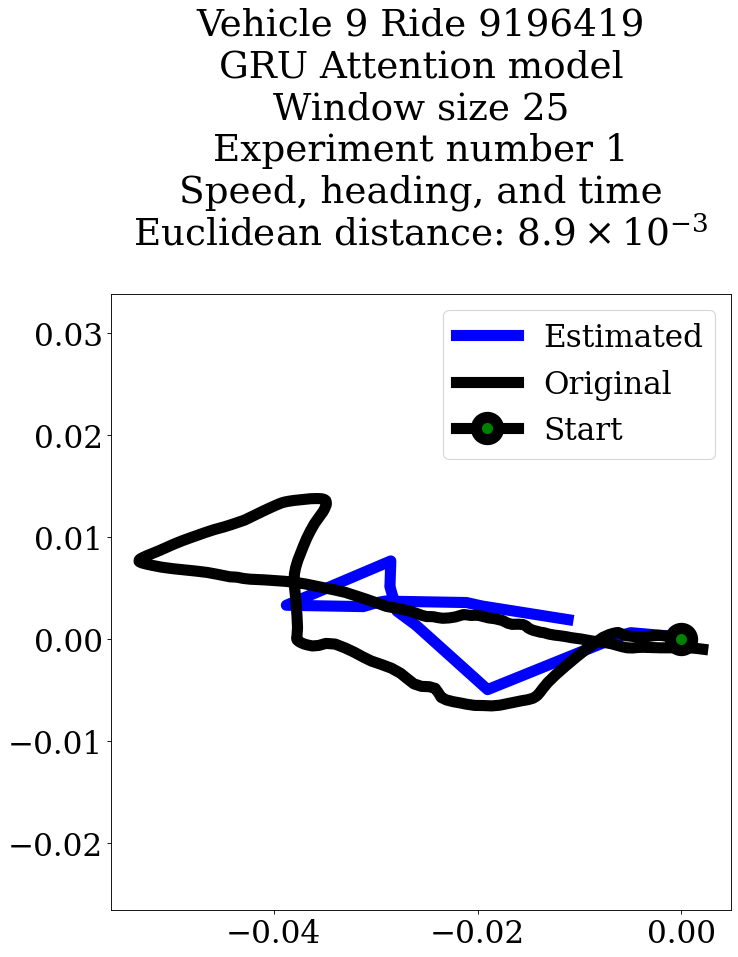 Vehicle 9 Ride 9196419
GRU Attention model
Window size 25
Experiment number 1
Speed, heading, and time
Euclidean distance: 8.9 × 10⁻³
Estimated
Original
Start
0.03
0.02
0.01
0.00
−0.01
−0.02
−0.04
−0.02
0.00